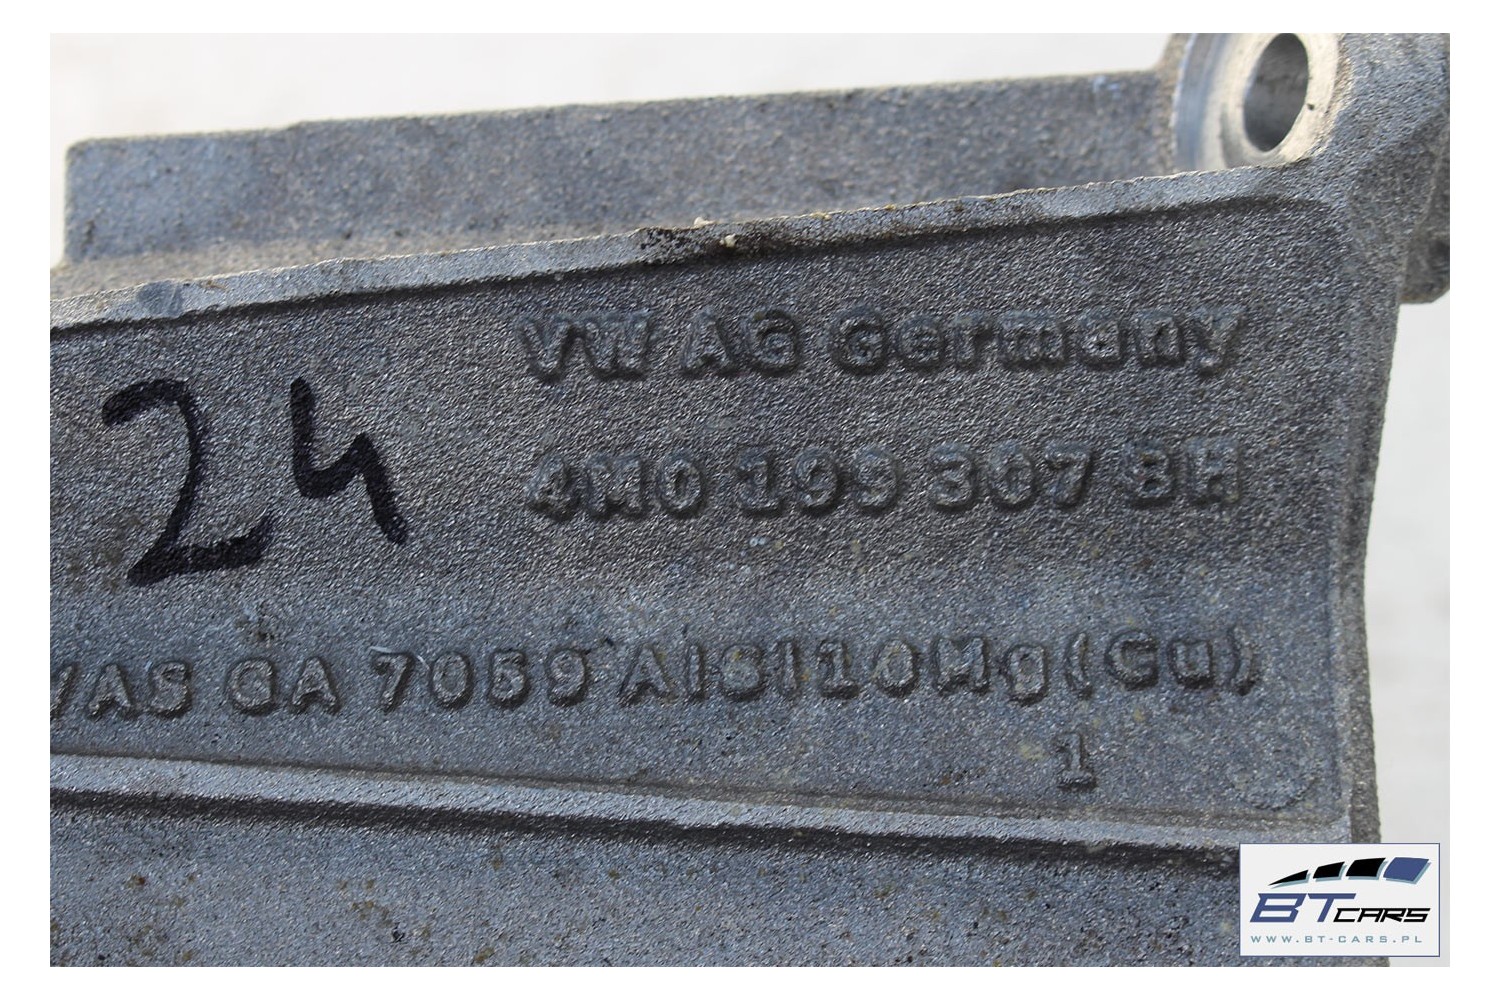 VW AG Germany
24
4M0 199 307 BH
VAS GA 7059 AlSi10Mg(Cu)
1
BT CARS
WWW.BT-CARS.PL